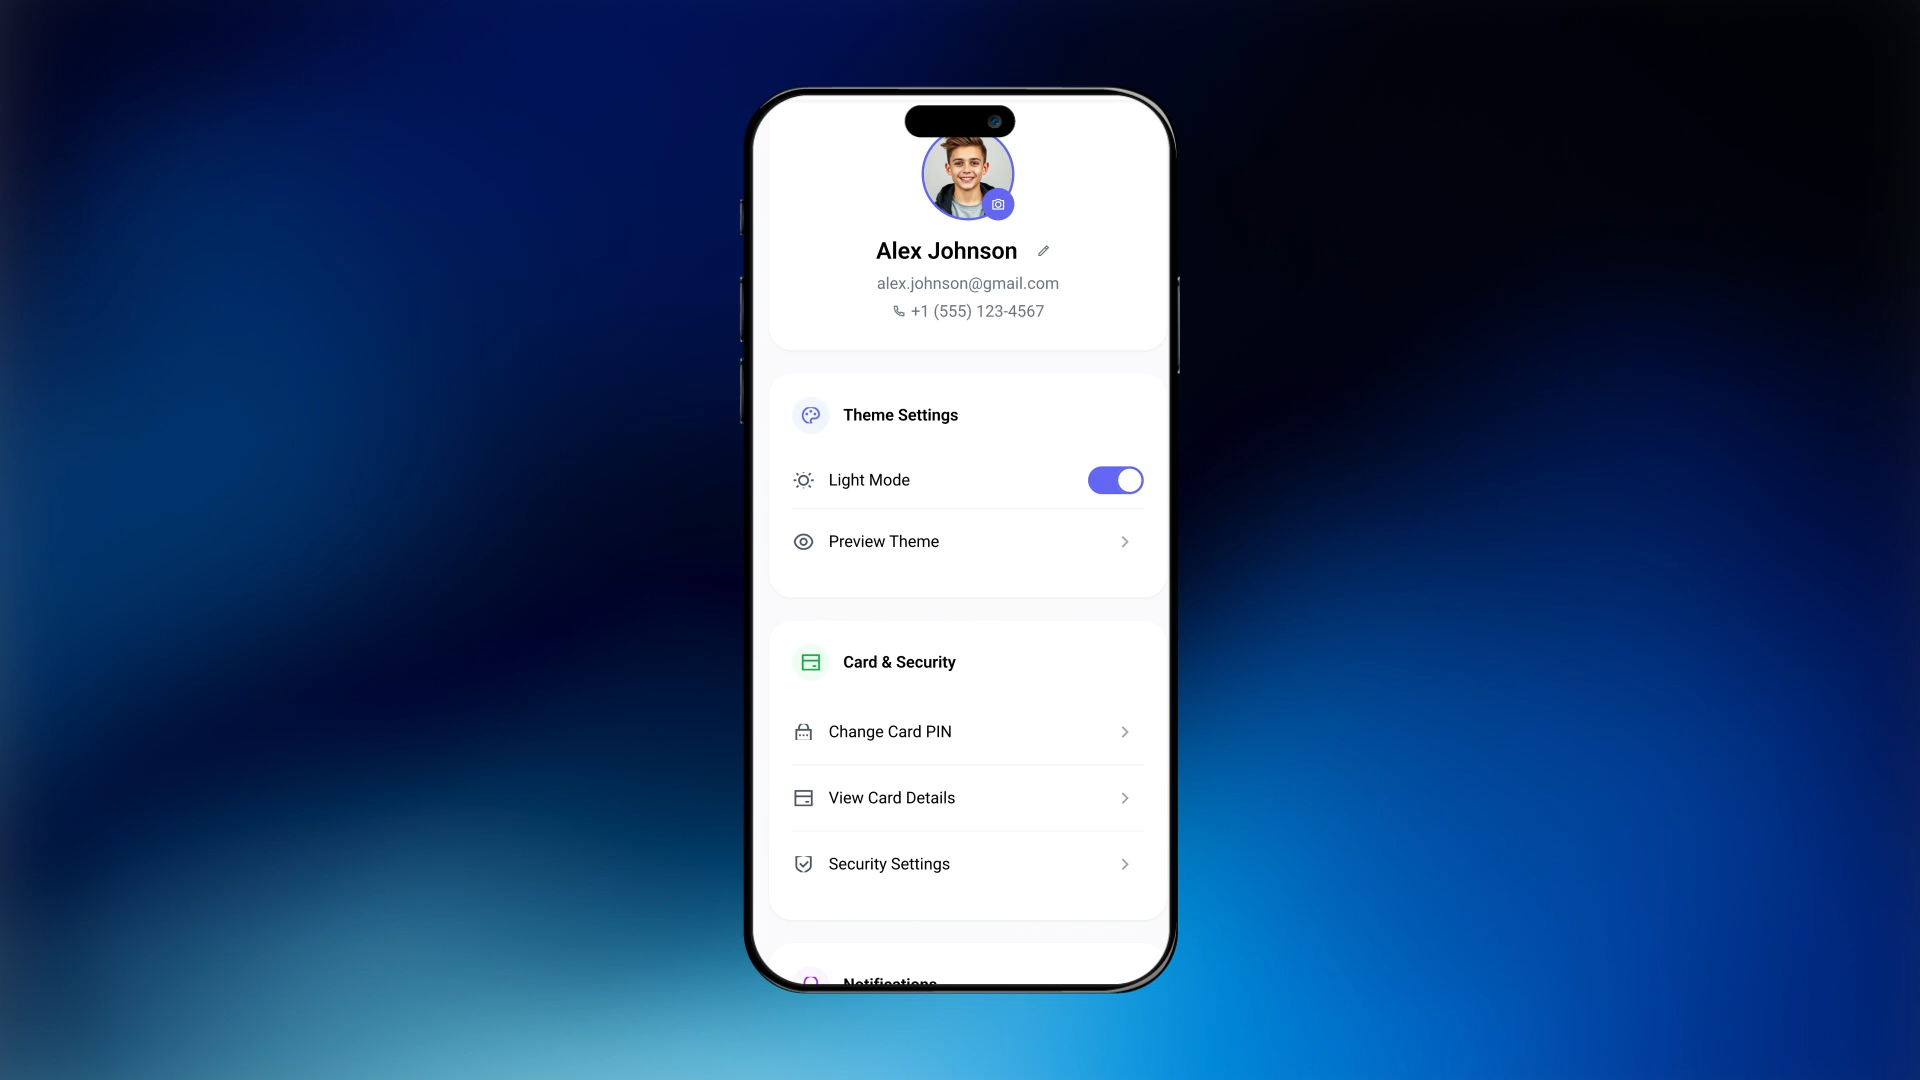 Alex Johnson
alex.johnson@gmail.com
+1 (555) 123-4567
Theme Settings
Light Mode
Preview Theme
Card & Security
Change Card PIN
View Card Details
Security Settings
Notifications